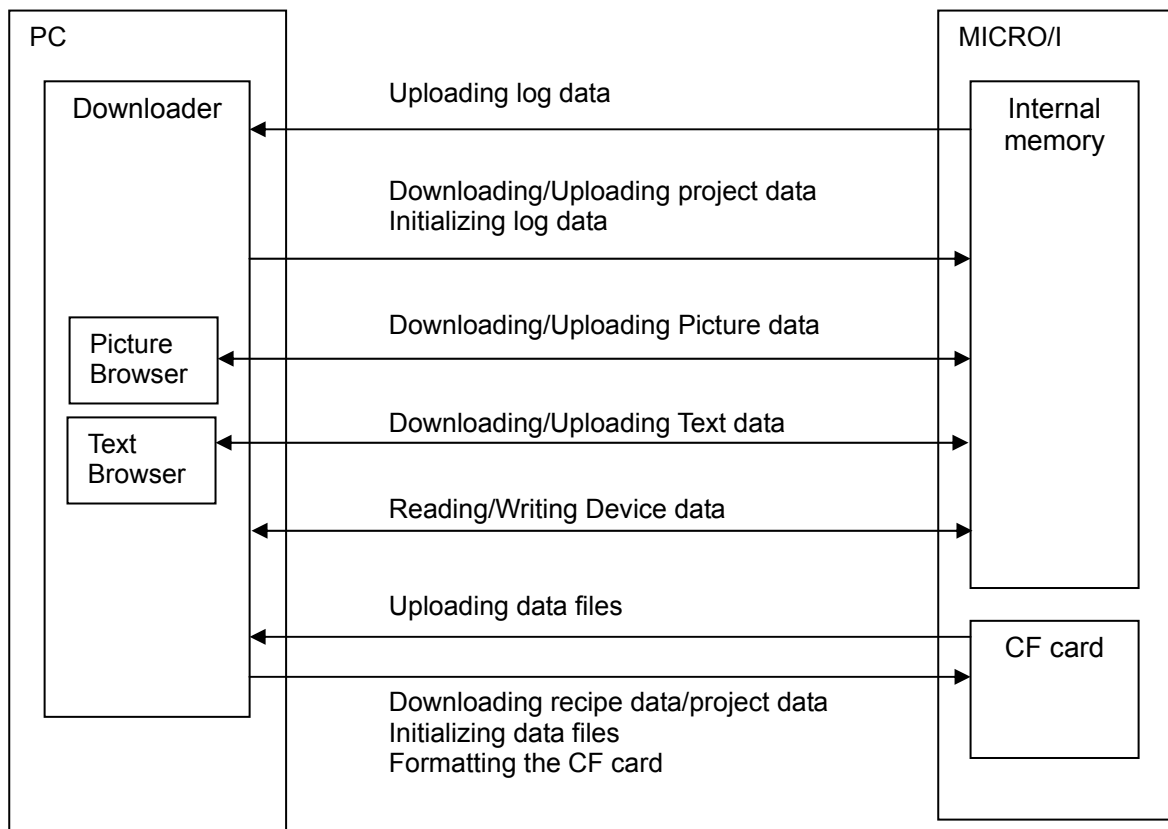 PC
MICRO/I
Downloader
Uploading log data
Internal
memory
Downloading/Uploading project data
Initializing log data
Picture
Browser
Downloading/Uploading Picture data
Text
Browser
Downloading/Uploading Text data
Reading/Writing Device data
Uploading data files
CF card
Downloading recipe data/project data
Initializing data files
Formatting the CF card